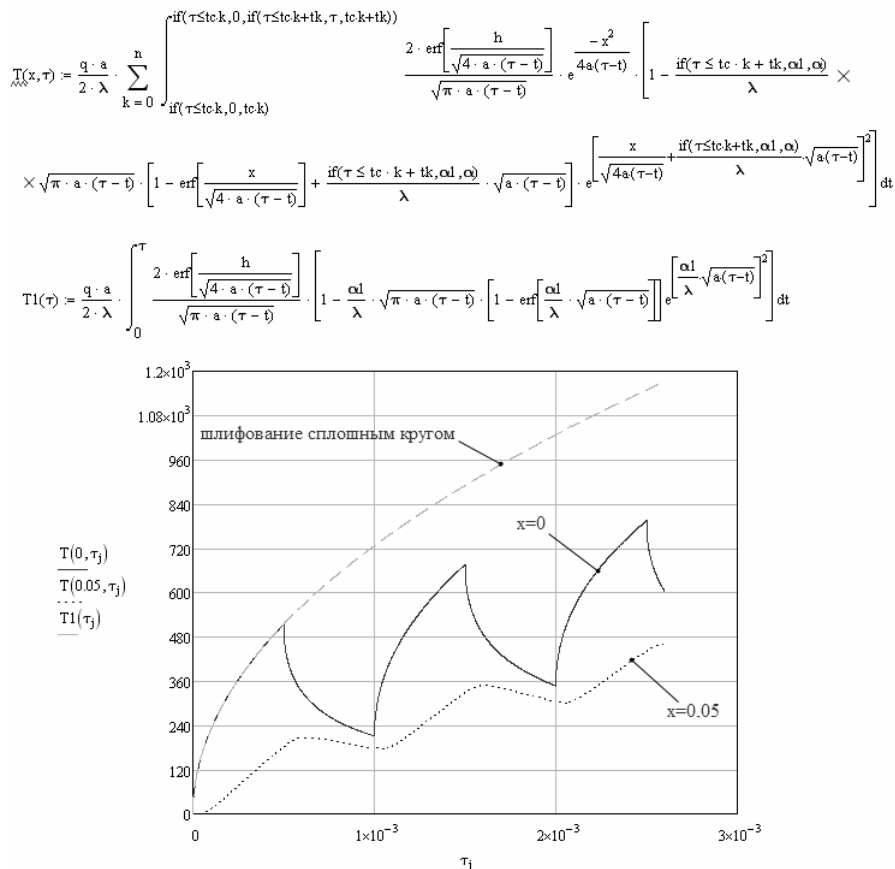 T(x,τ) := q · a / 2 · λ · ∑ k = 0 n ∫ if(τ≤tc·k,0,tc·k) if(τ≤tc·k,0,if(τ≤tc·k+tk,τ,tc·k+tk)) 2 · erf[h / √4 · a · (τ − t)] / √π · a · (τ − t) · e^(−x² / 4a(τ−t)) · [1 − if(τ ≤ tc · k + tk,α1,α) / λ ×
× √π · a · (τ − t) · [1 − erf[x / √4 · a · (τ − t)] + if(τ ≤ tc · k + tk,α1,α) / λ · √a · (τ − t)] · e^[x / √4a(τ−t) + if(τ≤tc·k+tk,α1,α) / λ · √a(τ−t)]²] dt
T1(τ) := q · a / 2 · λ · ∫ 0 τ 2 · erf[h / √4 · a · (τ − t)] / √π · a · (τ − t) · [1 − α1 / λ · √π · a · (τ − t) · [1 − erf[α1 / λ · √a · (τ − t)]] e^[α1 / λ · √a·(τ−t)]²] dt
1.2×10³
1.08×10³
960
840
720
600
480
360
240
120
0
шлифование сплошным кругом
x=0
x=0.05
T(0,τj)
T(0.05,τj)
T1(τj)
0
1×10⁻³
2×10⁻³
3×10⁻³
τj